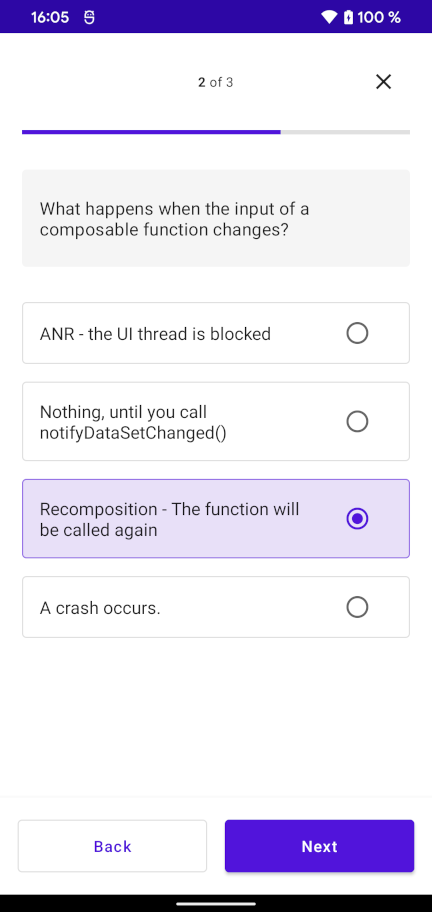 16:05 100 %
2 of 3
What happens when the input of a
composable function changes?
ANR - the UI thread is blocked
Nothing, until you call
notifyDataSetChanged()
Recomposition - The function will
be called again
A crash occurs.
Back Next